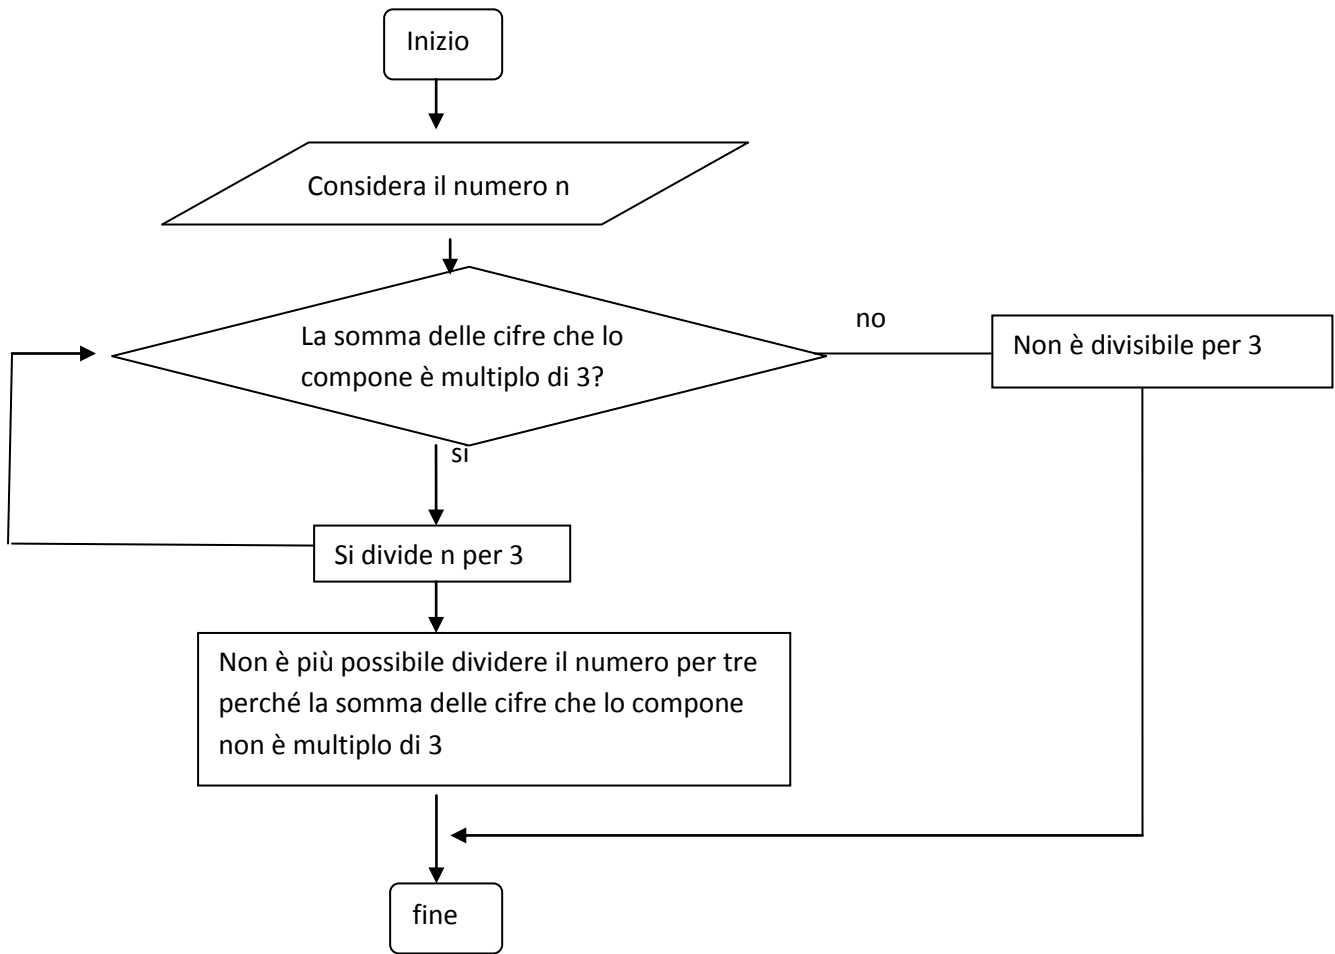 Inizio
Considera il numero n
La somma delle cifre che lo
compone è multiplo di 3?
no
Non è divisibile per 3
si
Si divide n per 3
Non è più possibile dividere il numero per tre
perché la somma delle cifre che lo compone
non è multiplo di 3
fine